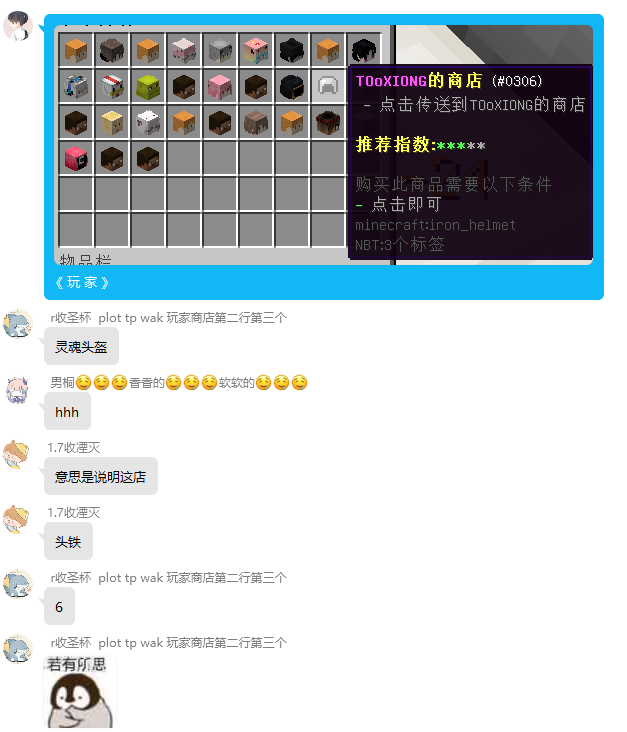 TOoXIONG的商店 (#0306)
- 点击传送到TOoXIONG的商店
推荐指数:*****
购买此商品需要以下条件
- 点击即可
minecraft:iron_helmet
NBT:3个标签
物品栏
《玩家》
r收圣杯 plot tp wak 玩家商店第二行第三个
灵魂头盔
男桐☺️☺️☺️香香的☺️☺️☺️软软的☺️☺️☺️
hhh
1.7收湮灭
意思是说明这店
1.7收湮灭
头铁
r收圣杯 plot tp wak 玩家商店第二行第三个
6
r收圣杯 plot tp wak 玩家商店第二行第三个
若有所思